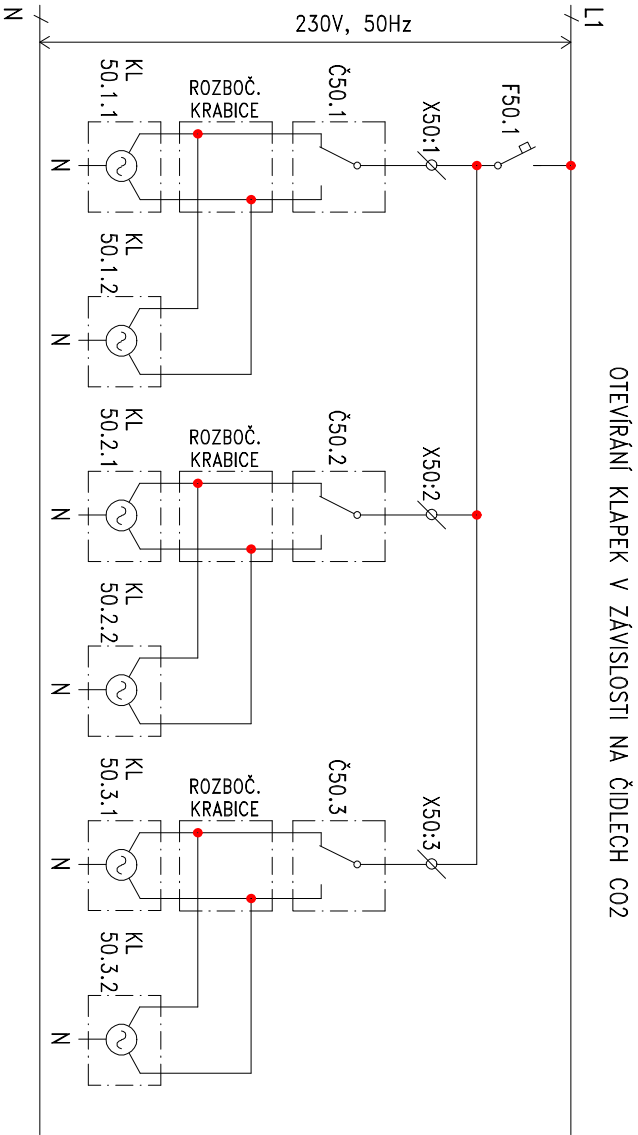 N
L1
230V, 50Hz
OTEVÍRÁNÍ KLAPEK V ZÁVISLOSTI NA ČIDLECH CO2
F50.1
X50:1
Č50.1
ROZBOČ.
KRABICE
KL
50.1.1
N
KL
50.1.2
N
X50:2
Č50.2
ROZBOČ.
KRABICE
KL
50.2.1
N
KL
50.2.2
N
X50:3
Č50.3
ROZBOČ.
KRABICE
KL
50.3.1
N
KL
50.3.2
N